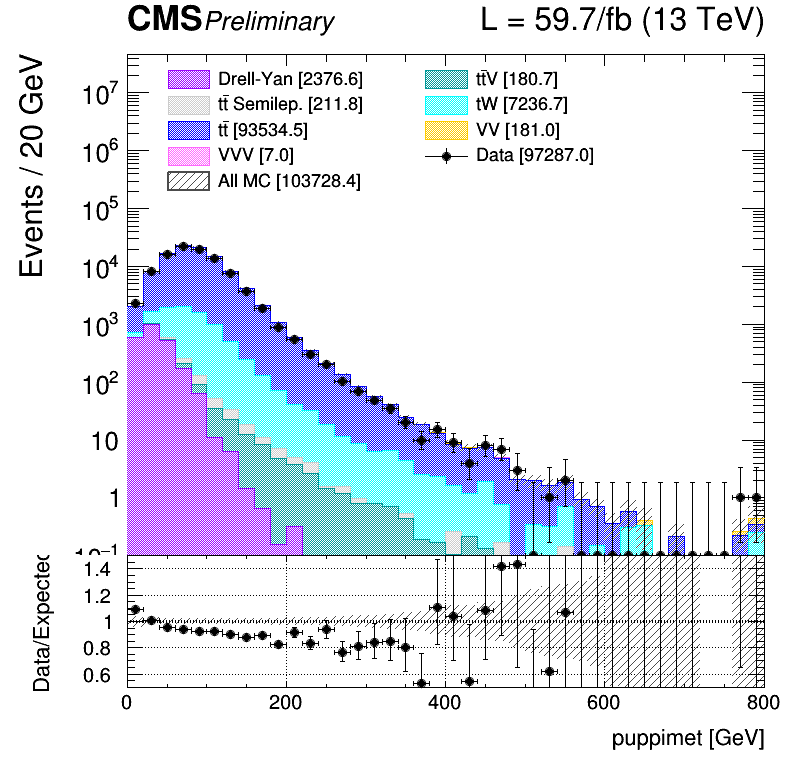 CMS Preliminary L = 59.7/fb (13 TeV)
Events / 20 GeV
Drell-Yan [2376.6]
tt̄ Semilep. [211.8]
tt̄ [93534.5]
VVV [7.0]
All MC [103728.4]
tt̄V [180.7]
tW [7236.7]
VV [181.0]
Data [97287.0]
10⁷
10⁶
10⁵
10⁴
10³
10²
10
1
10⁻¹
Data/Expected
1.4
1.2
1
0.8
0.6
0 200 400 600 800
puppimet [GeV]